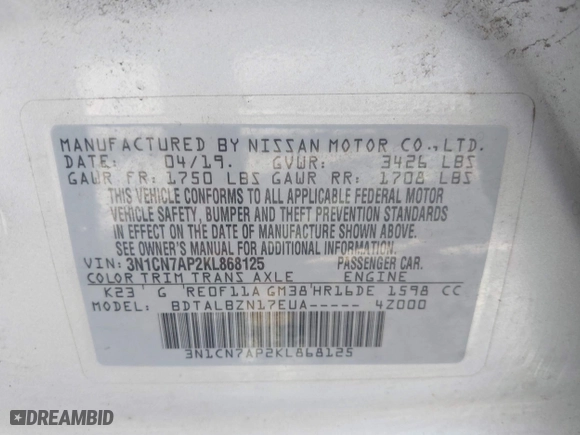 MANUFACTURED BY NISSAN MOTOR CO.,LTD.
DATE: 04/19. GVWR: 3426 LBS
GAWR FR: 1750 LBS GAWR RR: 1708 LBS
THIS VEHICLE CONFORMS TO ALL APPLICABLE FEDERAL MOTOR
VEHICLE SAFETY, BUMPER AND THEFT PREVENTION STANDARDS
IN EFFECT ON THE DATE OF MANUFACTURE SHOWN ABOVE.
SEE OWNER'S MANUAL FOR ADDITIONAL INFORMATION.
VIN: 3N1CN7AP2KL868125 PASSENGER CAR.
COLOR TRIM TRANS AXLE ENGINE
K23 G RE0F11A GM38 HR16DE 1598 CC
MODEL: BDTALBZN17EUA----- 4Z000
3N1CN7AP2KL868125
DREAMBID